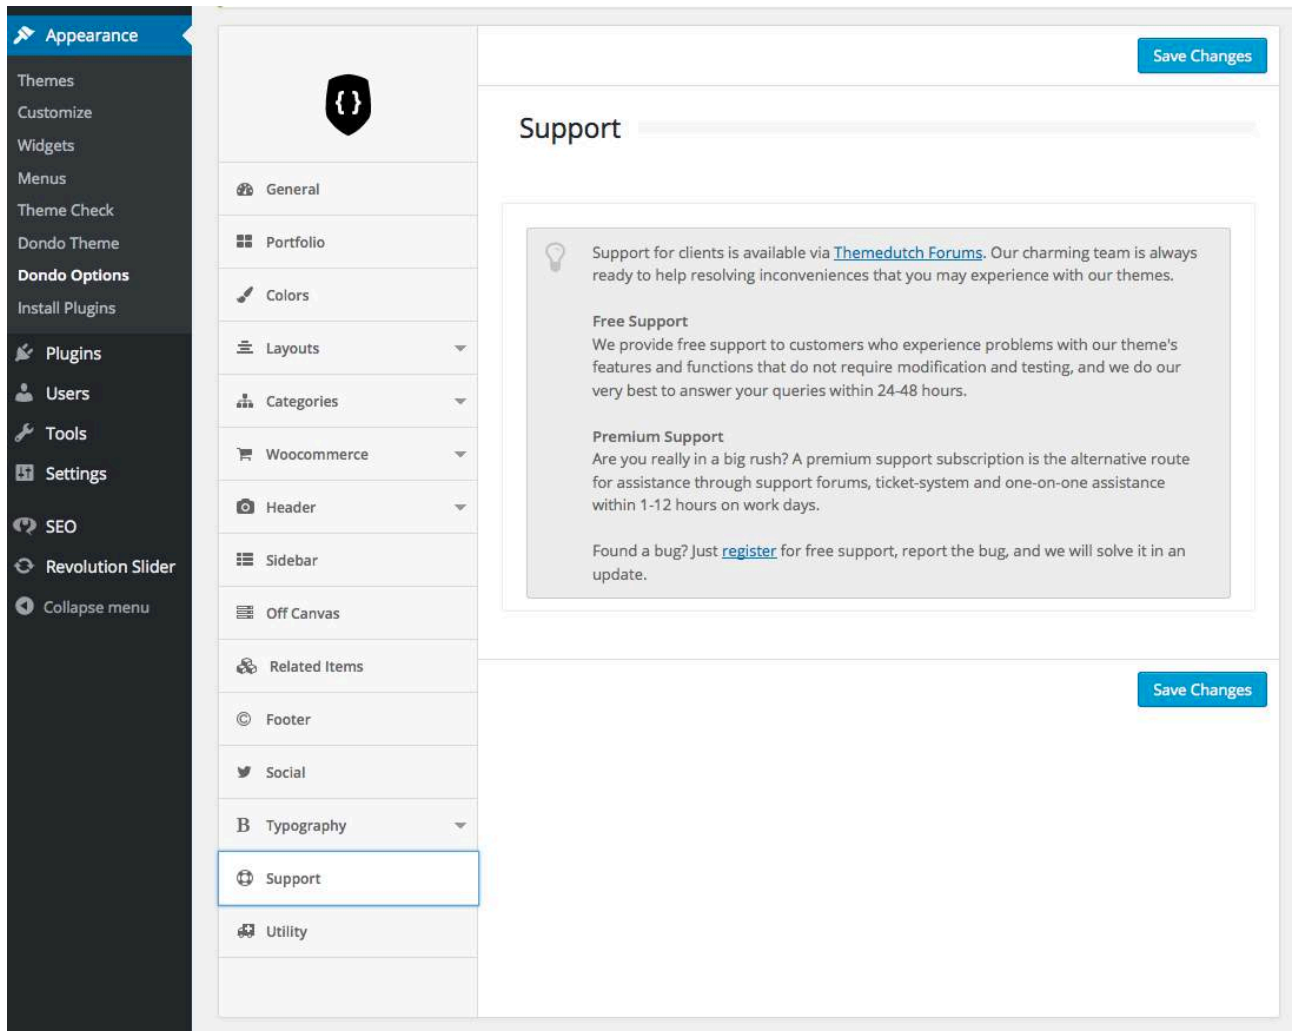 Appearance
Themes
Customize
Widgets
Menus
Theme Check
Dondo Theme
Dondo Options
Install Plugins
Plugins
Users
Tools
Settings
SEO
Revolution Slider
Collapse menu
{}
General
Portfolio
Colors
Layouts
Categories
Woocommerce
Header
Sidebar
Off Canvas
Related Items
© Footer
Social
B Typography
Support
Utility
Save Changes
Support
Support for clients is available via Themedutch Forums. Our charming team is always
ready to help resolving inconveniences that you may experience with our themes.
Free Support
We provide free support to customers who experience problems with our theme's
features and functions that do not require modification and testing, and we do our
very best to answer your queries within 24-48 hours.
Premium Support
Are you really in a big rush? A premium support subscription is the alternative route
for assistance through support forums, ticket-system and one-on-one assistance
within 1-12 hours on work days.
Found a bug? Just register for free support, report the bug, and we will solve it in an
update.
Save Changes